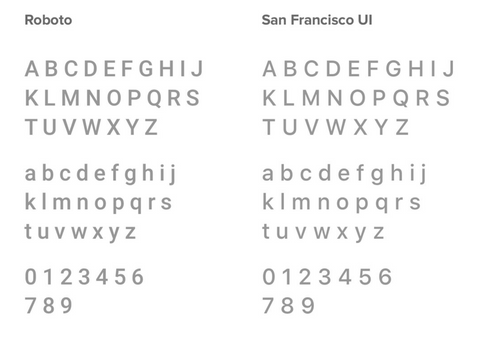 Roboto
A B C D E F G H I J
K L M N O P Q R S
T U V W X Y Z
a b c d e f g h i j
k l m n o p q r s
t u v w x y z
0 1 2 3 4 5 6
7 8 9
San Francisco UI
A B C D E F G H I J
K L M N O P Q R S
T U V W X Y Z
a b c d e f g h i j
k l m n o p q r s
t u v w x y z
0 1 2 3 4 5 6
7 8 9